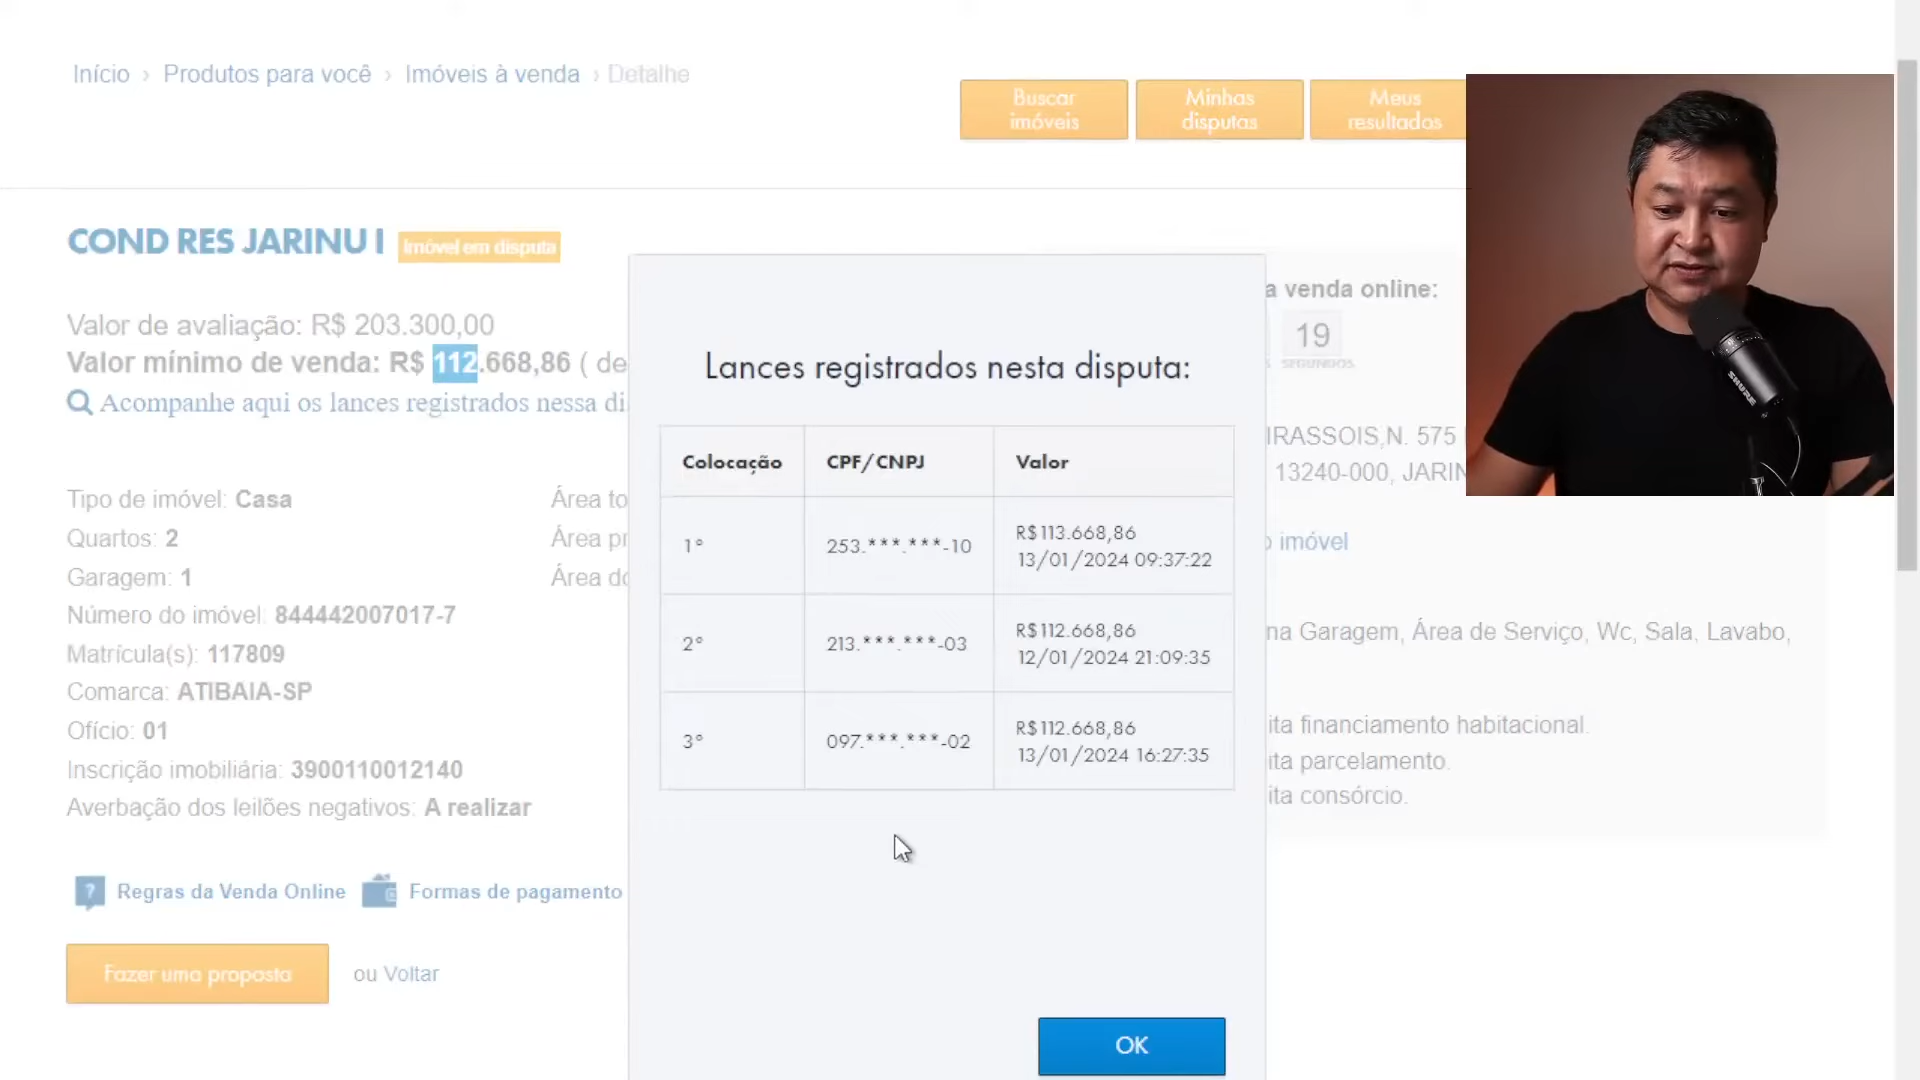 Início › Produtos para você › Imóveis à venda › Detalhe
Buscar imóveis
Minhas disputas
Meus resultados
COND RES JARINU I
Imóvel em disputa
Valor de avaliação: R$ 203.300,00
Valor mínimo de venda: R$ 112.668,86 ( de
Acompanhe aqui os lances registrados nessa di
Tipo de imóvel: Casa
Quartos: 2
Garagem: 1
Número do imóvel: 844442007017-7
Matrícula(s): 117809
Comarca: ATIBAIA-SP
Ofício: 01
Inscrição imobiliária: 3900110012140
Averbação dos leilões negativos: A realizar
Área to
Área pr
Área do
Regras da Venda Online
Formas de pagamento
Fazer uma proposta
ou Voltar
Lances registrados nesta disputa:
Colocação CPF/CNPJ Valor
1° 253.***.***-10 R$113.668,86
13/01/2024 09:37:22
2° 213.***.***-03 R$112.668,86
12/01/2024 21:09:35
3° 097.***.***-02 R$112.668,86
13/01/2024 16:27:35
OK
a venda online:
19
SEGUNDOS
IRASSOIS,N. 575
13240-000, JARIN
o imóvel
na Garagem, Área de Serviço, Wc, Sala, Lavabo,
ita financiamento habitacional.
ita parcelamento.
ita consórcio.
SHURE